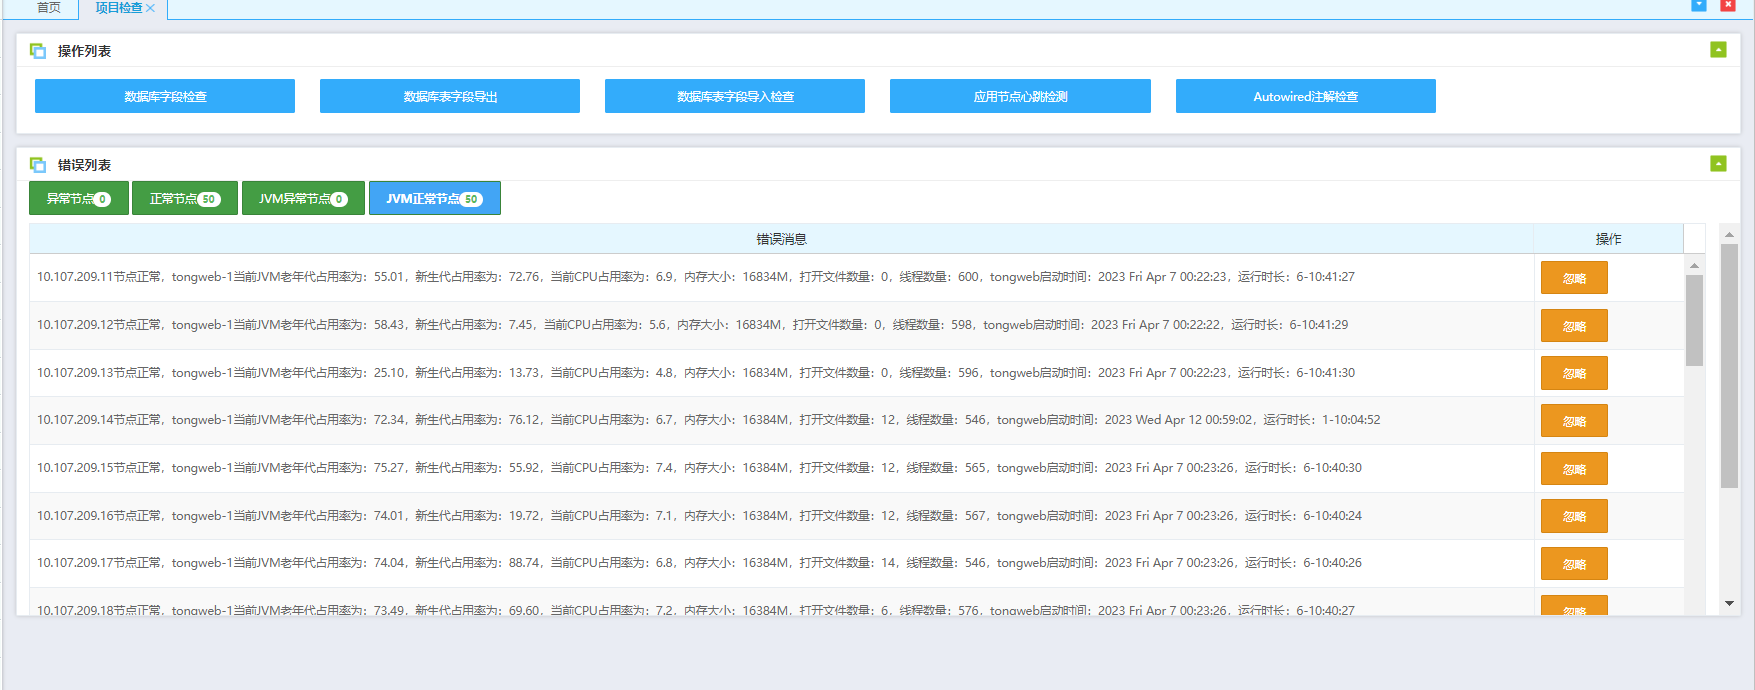 首页 项目检查
操作列表
数据库字段检查 数据库表字段导出 数据库表字段导入检查 应用节点心跳检测 Autowired注解检查
错误列表
异常节点 0 正常节点 50 JVM异常节点 0 JVM正常节点 50
错误消息 操作
10.107.209.11节点正常，tongweb-1当前JVM老年代占用率为：55.01，新生代占用率为：72.76，当前CPU占用率为：6.9，内存大小：16834M，打开文件数量：0，线程数量：600，tongweb启动时间：2023 Fri Apr 7 00:22:23，运行时长：6-10:41:27 忽略
10.107.209.12节点正常，tongweb-1当前JVM老年代占用率为：58.43，新生代占用率为：7.45，当前CPU占用率为：5.6，内存大小：16834M，打开文件数量：0，线程数量：598，tongweb启动时间：2023 Fri Apr 7 00:22:22，运行时长：6-10:41:29 忽略
10.107.209.13节点正常，tongweb-1当前JVM老年代占用率为：25.10，新生代占用率为：13.73，当前CPU占用率为：4.8，内存大小：16834M，打开文件数量：0，线程数量：596，tongweb启动时间：2023 Fri Apr 7 00:22:23，运行时长：6-10:41:30 忽略
10.107.209.14节点正常，tongweb-1当前JVM老年代占用率为：72.34，新生代占用率为：76.12，当前CPU占用率为：6.7，内存大小：16384M，打开文件数量：12，线程数量：546，tongweb启动时间：2023 Wed Apr 12 00:59:02，运行时长：1-10:04:52 忽略
10.107.209.15节点正常，tongweb-1当前JVM老年代占用率为：75.27，新生代占用率为：55.92，当前CPU占用率为：7.4，内存大小：16384M，打开文件数量：12，线程数量：565，tongweb启动时间：2023 Fri Apr 7 00:23:26，运行时长：6-10:40:30 忽略
10.107.209.16节点正常，tongweb-1当前JVM老年代占用率为：74.01，新生代占用率为：19.72，当前CPU占用率为：7.1，内存大小：16384M，打开文件数量：12，线程数量：567，tongweb启动时间：2023 Fri Apr 7 00:23:26，运行时长：6-10:40:24 忽略
10.107.209.17节点正常，tongweb-1当前JVM老年代占用率为：74.04，新生代占用率为：88.74，当前CPU占用率为：6.8，内存大小：16384M，打开文件数量：14，线程数量：546，tongweb启动时间：2023 Fri Apr 7 00:23:26，运行时长：6-10:40:26 忽略
10.107.209.18节点正常，tongweb-1当前JVM老年代占用率为：73.49，新生代占用率为：69.60，当前CPU占用率为：7.2，内存大小：16384M，打开文件数量：6，线程数量：576，tongweb启动时间：2023 Fri Apr 7 00:23:26，运行时长：6-10:40:27 忽略